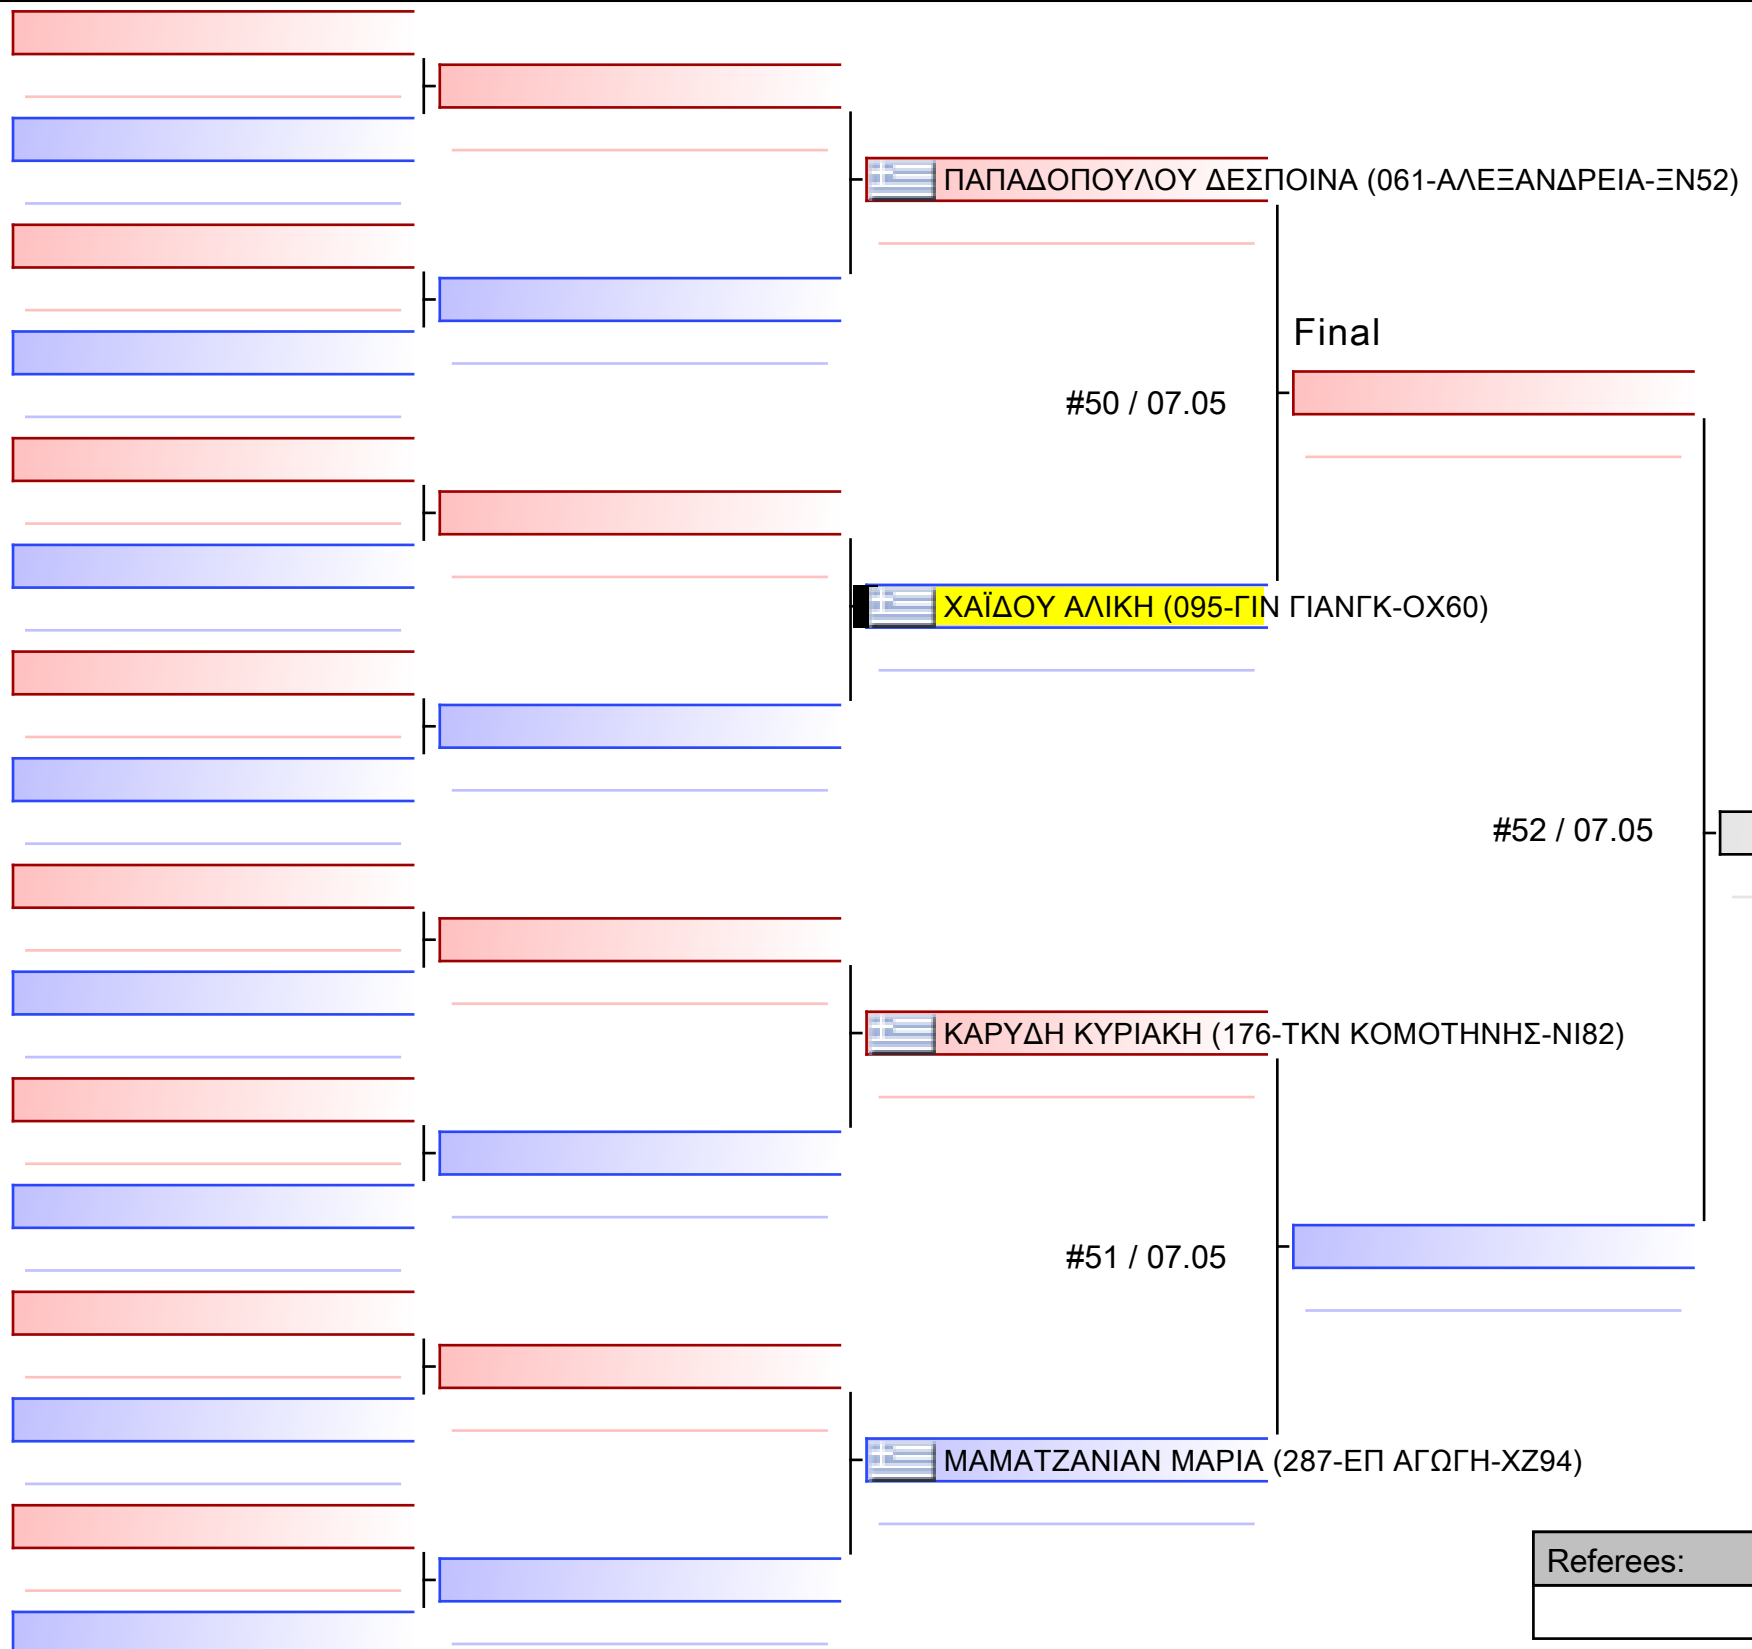 ΠΑΠΑΔΟΠΟΥΛΟΥ ΔΕΣΠΟΙΝΑ (061-ΑΛΕΞΑΝΔΡΕΙΑ-ΞΝ52)
Final
#50 / 07.05
ΧΑΪΔΟΥ ΑΛΙΚΗ (095-ΓΙΝ ΓΙΑΝΓΚ-ΟΧ60)
#52 / 07.05
ΚΑΡΥΔΗ ΚΥΡΙΑΚΗ (176-ΤΚΝ ΚΟΜΟΤΗΝΗΣ-ΝΙ82)
#51 / 07.05
ΜΑΜΑΤΖΑΝΙΑΝ ΜΑΡΙΑ (287-ΕΠ ΑΓΩΓΗ-ΧΖ94)
Referees: